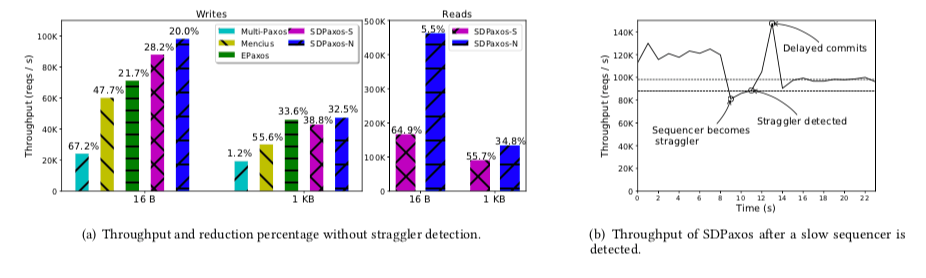 Writes
Throughput (reqs / s)
100K
80K
60K
40K
20K
0
67.2%
47.7%
21.7%
28.2%
20.0%
1.2%
55.6%
33.6%
38.8%
32.5%
Multi-Paxos
Mencius
EPaxos
SDPaxos-S
SDPaxos-N
16 B
1 KB
Reads
500K
400K
300K
200K
100K
0
64.9%
5.5%
55.7%
34.8%
SDPaxos-S
SDPaxos-N
16 B
1 KB
(a) Throughput and reduction percentage without straggler detection.
Throughput (reqs / s)
140K
120K
100K
80K
60K
40K
20K
0
Delayed commits
Straggler detected
Sequencer becomes
straggler
0 2 4 6 8 10 12 14 16 18 20 22
Time (s)
(b) Throughput of SDPaxos after a slow sequencer is
detected.